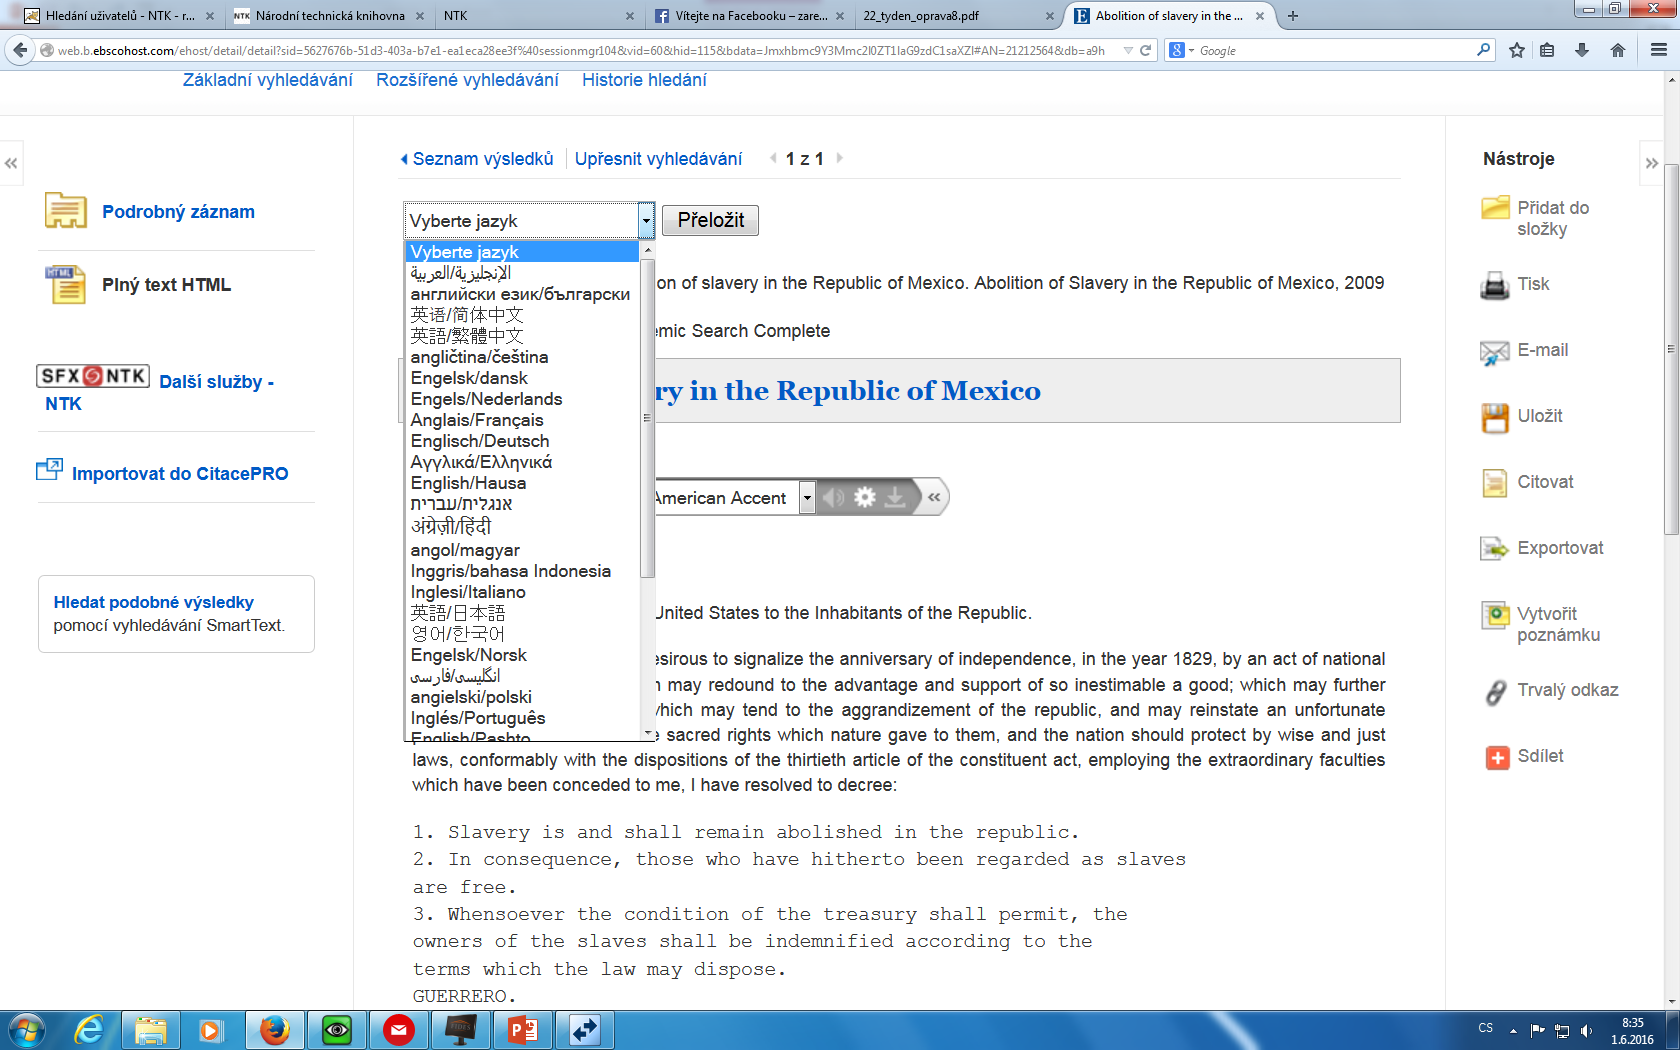 Hledání uživatelů - NTK - r...
NTK Národní technická knihovna
NTK
Vítejte na Facebooku – zare...
22_tyden_oprava8.pdf
Abolition of slavery in the ...
web.b.ebscohost.com/ehost/detail/detail?sid=5627676b-51d3-403a-b7e1-ea1eca28ee3f%40sessionmgr104&vid=60&hid=115&bdata=Jmxhbmc9Y3Mmc2l0ZT1laG9zdC1saXZl#AN=21212564&db=a9h
Google
Základní vyhledávání Rozšířené vyhledávání Historie hledání
Seznam výsledků Upřesnit vyhledávání 1 z 1
Podrobný záznam
HTML Plný text HTML
SFX NTK Další služby -
NTK
Importovat do CitacePRO
Hledat podobné výsledky
pomocí vyhledávání SmartText.
Vyberte jazyk Přeložit
Vyberte jazyk
الإنجليزية/العربية
английски език/български
英语/简体中文
英語/繁體中文
angličtina/čeština
Engelsk/dansk
Engels/Nederlands
Anglais/Français
Englisch/Deutsch
Αγγλικά/Ελληνικά
English/Hausa
אנגלית/עברית
अंग्रेज़ी/हिंदी
angol/magyar
Inggris/bahasa Indonesia
Inglesi/Italiano
英語/日本語
영어/한국어
Engelsk/Norsk
انگلیسی/فارسی
angielski/polski
Inglés/Português
English/Pashto
on of slavery in the Republic of Mexico. Abolition of Slavery in the Republic of Mexico, 2009
emic Search Complete
ry in the Republic of Mexico
American Accent
United States to the Inhabitants of the Republic.
esirous to signalize the anniversary of independence, in the year 1829, by an act of national
h may redound to the advantage and support of so inestimable a good; which may further
which may tend to the aggrandizement of the republic, and may reinstate an unfortunate
e sacred rights which nature gave to them, and the nation should protect by wise and just
laws, conformably with the dispositions of the thirtieth article of the constituent act, employing the extraordinary faculties
which have been conceded to me, I have resolved to decree:
1. Slavery is and shall remain abolished in the republic.
2. In consequence, those who have hitherto been regarded as slaves
are free.
3. Whensoever the condition of the treasury shall permit, the
owners of the slaves shall be indemnified according to the
terms which the law may dispose.
GUERRERO.
Nástroje
Přidat do
složky
Tisk
E-mail
Uložit
Citovat
Exportovat
Vytvořit
poznámku
Trvalý odkaz
Sdílet
CS
8:35
1.6.2016